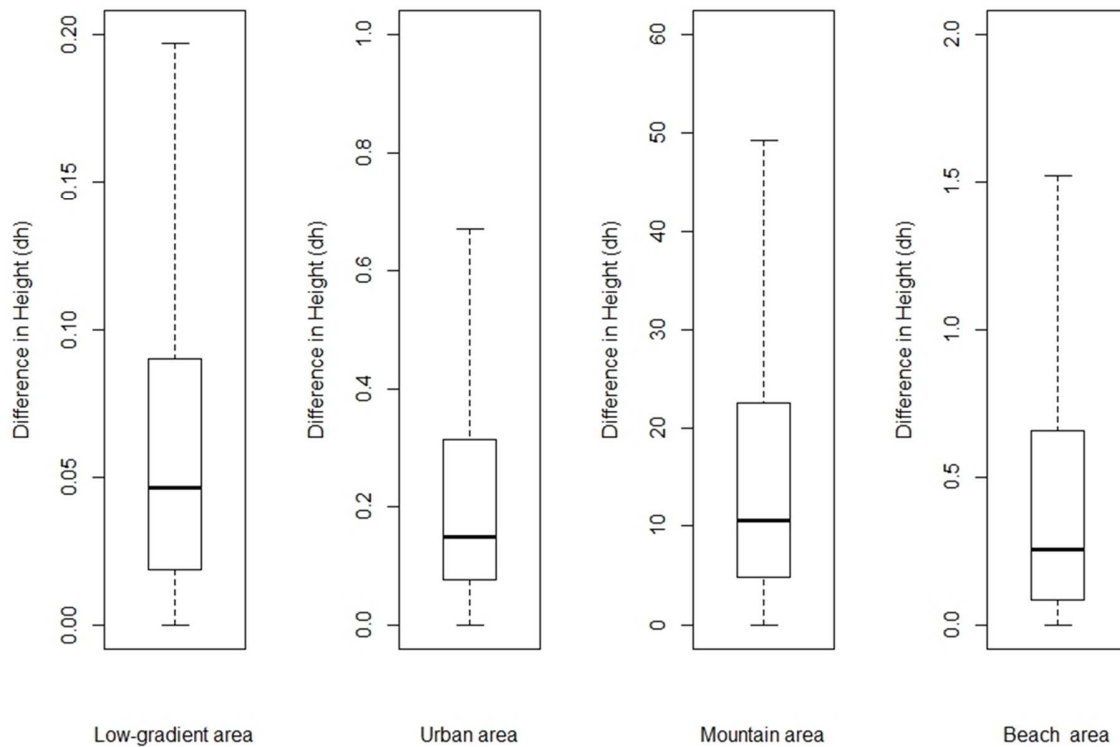 Difference in Height (dh)
0.00
0.05
0.10
0.15
0.20
Low-gradient area
Difference in Height (dh)
0.0
0.2
0.4
0.6
0.8
1.0
Urban area
Difference in Height (dh)
0
10
20
30
40
50
60
Mountain area
Difference in Height (dh)
0.0
0.5
1.0
1.5
2.0
Beach area